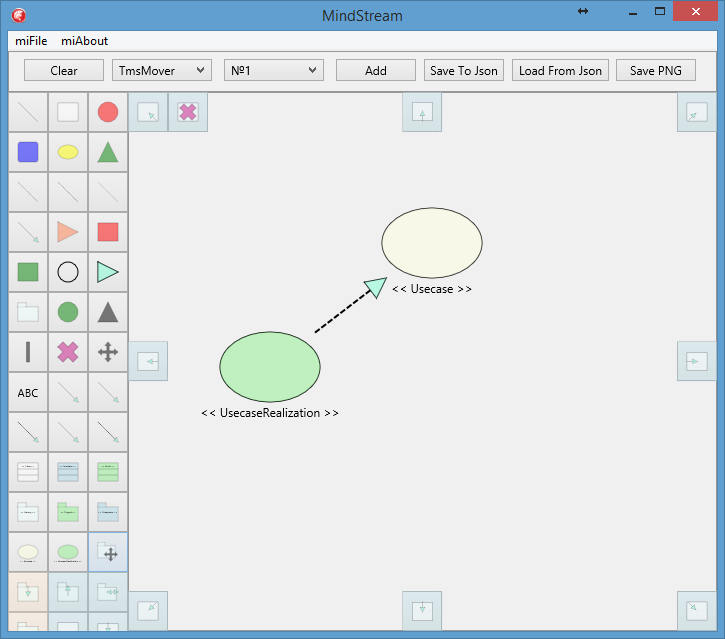 MindStream
miFile miAbout
Clear TmsMover №1 Add Save To Json Load From Json Save PNG
<< Usecase >>
ABC
<< UsecaseRealization >>